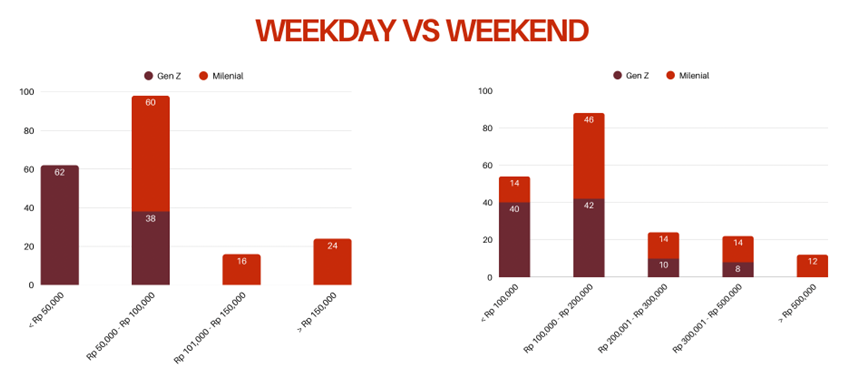 WEEKDAY VS WEEKEND
Gen Z Milenial
100
80
60
40
20
0
62
60
38
16
24
< Rp 50,000
Rp 50,000 - Rp 100,000
Rp 101,000 - Rp 150,000
> Rp 150,000
Gen Z Milenial
100
80
60
40
20
0
14
40
46
42
14
10
14
8
12
< Rp 100,000
Rp 100,000 - Rp 200,000
Rp 200,001 - Rp 300,000
Rp 300,001 - Rp 500,000
> Rp 500,000